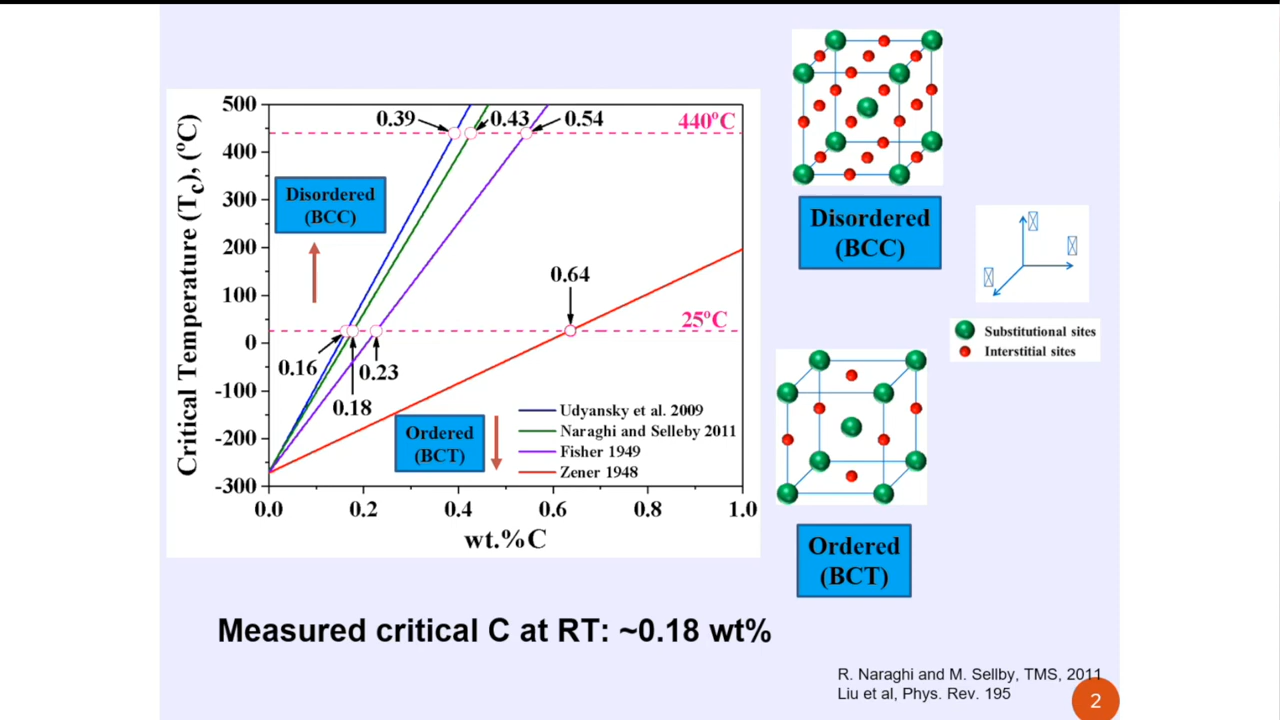 500
400
300
200
100
0
-100
-200
-300
Critical Temperature (Tc), (ºC)
0.39
0.43
0.54
440ºC
Disordered
(BCC)
0.64
25ºC
0.16
0.23
0.18
Ordered
(BCT)
Udyansky et al. 2009
Naraghi and Selleby 2011
Fisher 1949
Zener 1948
0.0 0.2 0.4 0.6 0.8 1.0
wt.%C
Disordered
(BCC)
Substitutional sites
Interstitial sites
Ordered
(BCT)
Measured critical C at RT: ~0.18 wt%
R. Naraghi and M. Sellby, TMS, 2011
Liu et al, Phys. Rev. 195
2